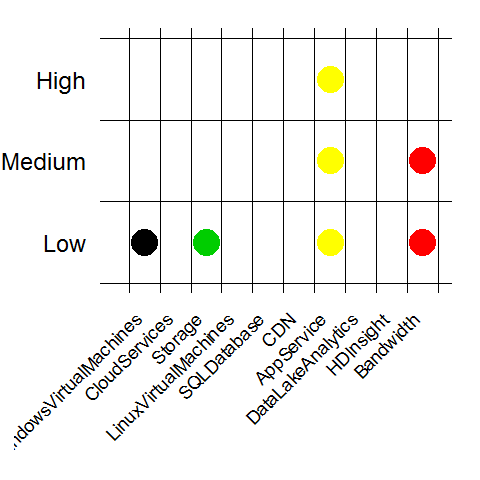 High
Medium
Low
ndowsVirtualMachines
CloudServices
Storage
LinuxVirtualMachines
SQLDatabase
CDN
AppService
DataLakeAnalytics
HDInsight
Bandwidth